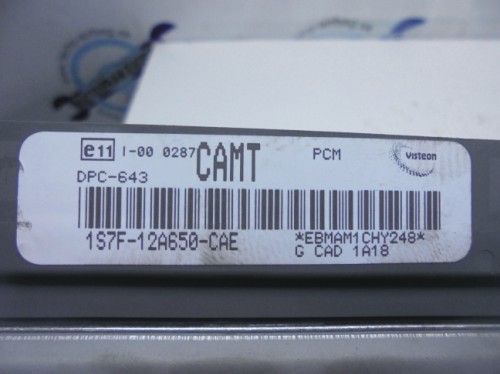 e11 I-00 0287 CAMT PCM Visteon
DPC-643
1S7F-12A650-CAE *EBMAM1CHY248*
G CAD 1A18